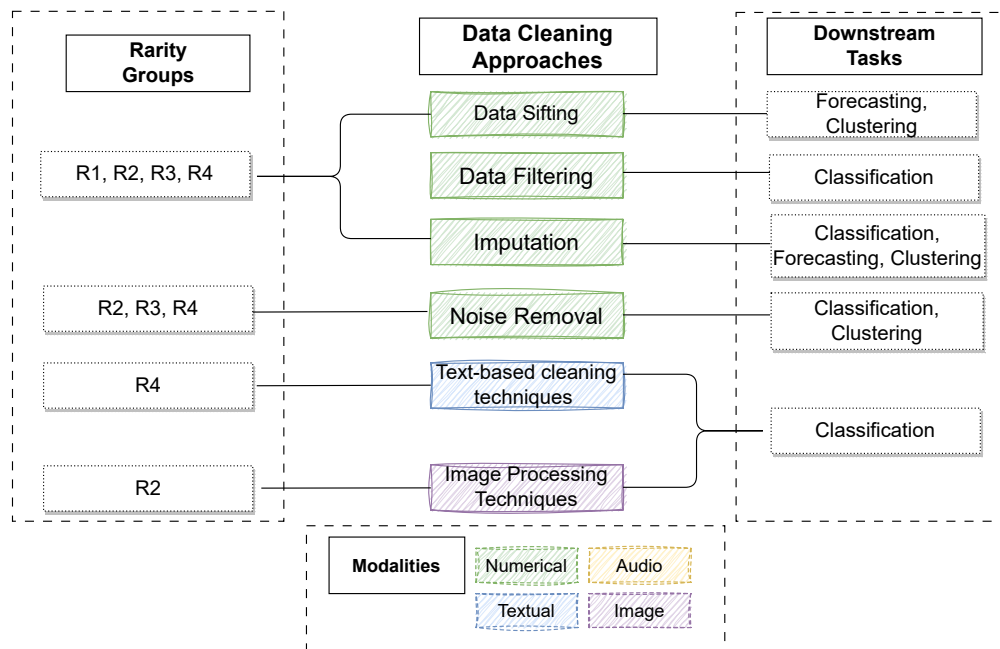 Rarity
Groups
Data Cleaning
Approaches
Downstream
Tasks
R1, R2, R3, R4
Data Sifting
Forecasting,
Clustering
Data Filtering
Classification
Imputation
Classification,
Forecasting, Clustering
R2, R3, R4
Noise Removal
Classification,
Clustering
R4
Text-based cleaning
techniques
Classification
R2
Image Processing
Techniques
Modalities
Numerical
Audio
Textual
Image